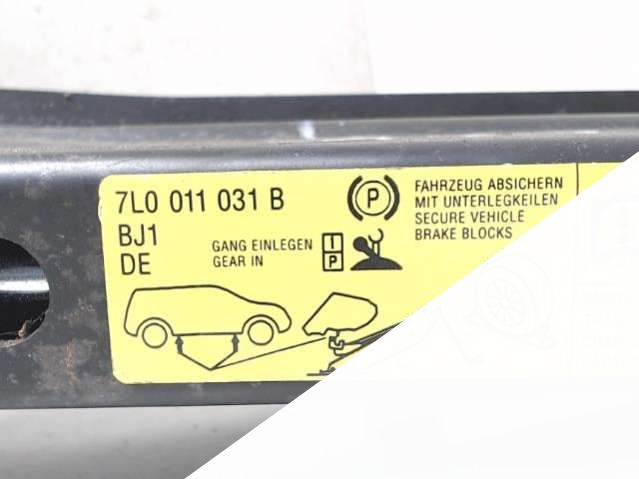 7L0 011 031 B
BJ1
DE
GANG EINLEGEN
GEAR IN
I
P
P
FAHRZEUG ABSICHERN
MIT UNTERLEGKEILEN
SECURE VEHICLE
BRAKE BLOCKS